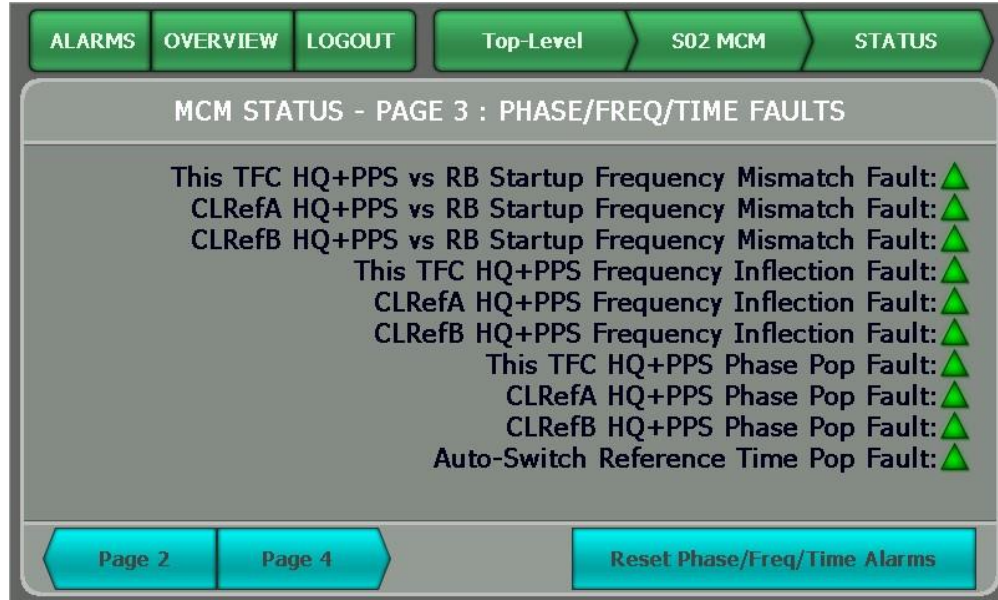 ALARMS OVERVIEW LOGOUT Top-Level S02 MCM STATUS
MCM STATUS - PAGE 3 : PHASE/FREQ/TIME FAULTS
This TFC HQ+PPS vs RB Startup Frequency Mismatch Fault:
CLRefA HQ+PPS vs RB Startup Frequency Mismatch Fault:
CLRefB HQ+PPS vs RB Startup Frequency Mismatch Fault:
This TFC HQ+PPS Frequency Inflection Fault:
CLRefA HQ+PPS Frequency Inflection Fault:
CLRefB HQ+PPS Frequency Inflection Fault:
This TFC HQ+PPS Phase Pop Fault:
CLRefA HQ+PPS Phase Pop Fault:
CLRefB HQ+PPS Phase Pop Fault:
Auto-Switch Reference Time Pop Fault:
Page 2 Page 4 Reset Phase/Freq/Time Alarms